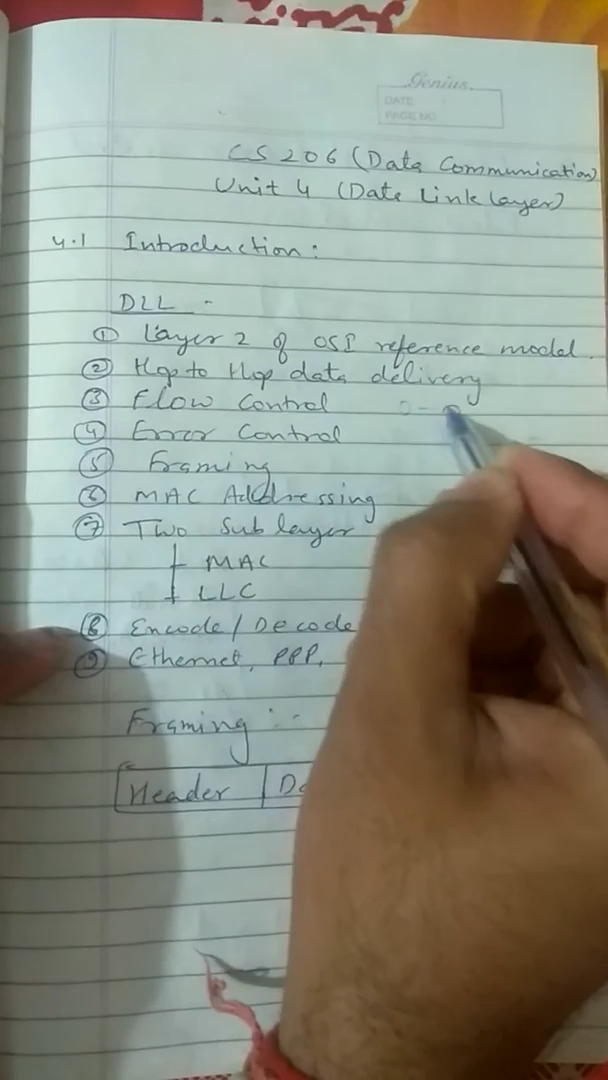 Genius
DATE
PAGE NO
CS 206 (Data Communication)
Unit 4 (Data Link Layer)
4.1 Introduction :
DLL -
① Layer 2 of OSI reference model.
② Hop to Hop data delivery
③ Flow Control
④ Error Control
⑤ Framing
⑥ MAC Addressing
⑦ Two Sub layer
MAC
LLC
⑧ Encode / Decode
⑨ Ethernet, PPP,
Framing :-
Header